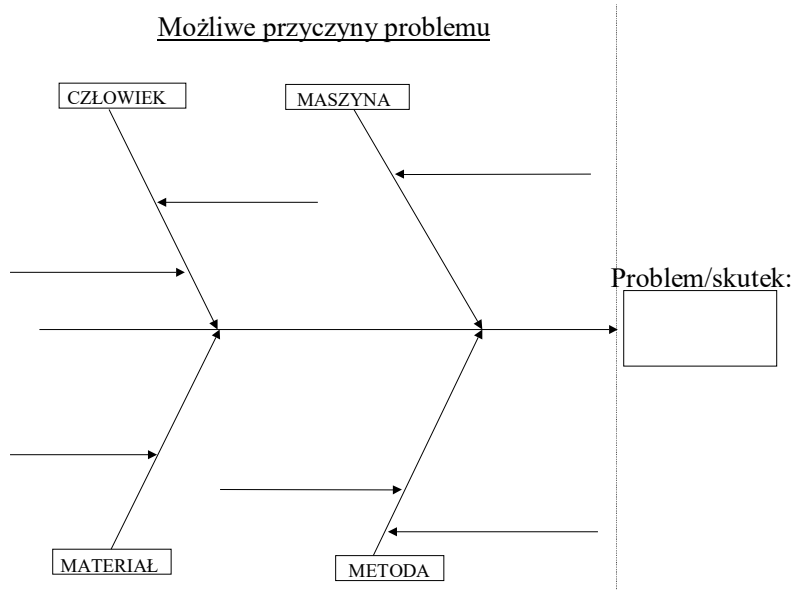 Możliwe przyczyny problemu
CZŁOWIEK
MASZYNA
Problem/skutek:
MATERIAŁ
METODA